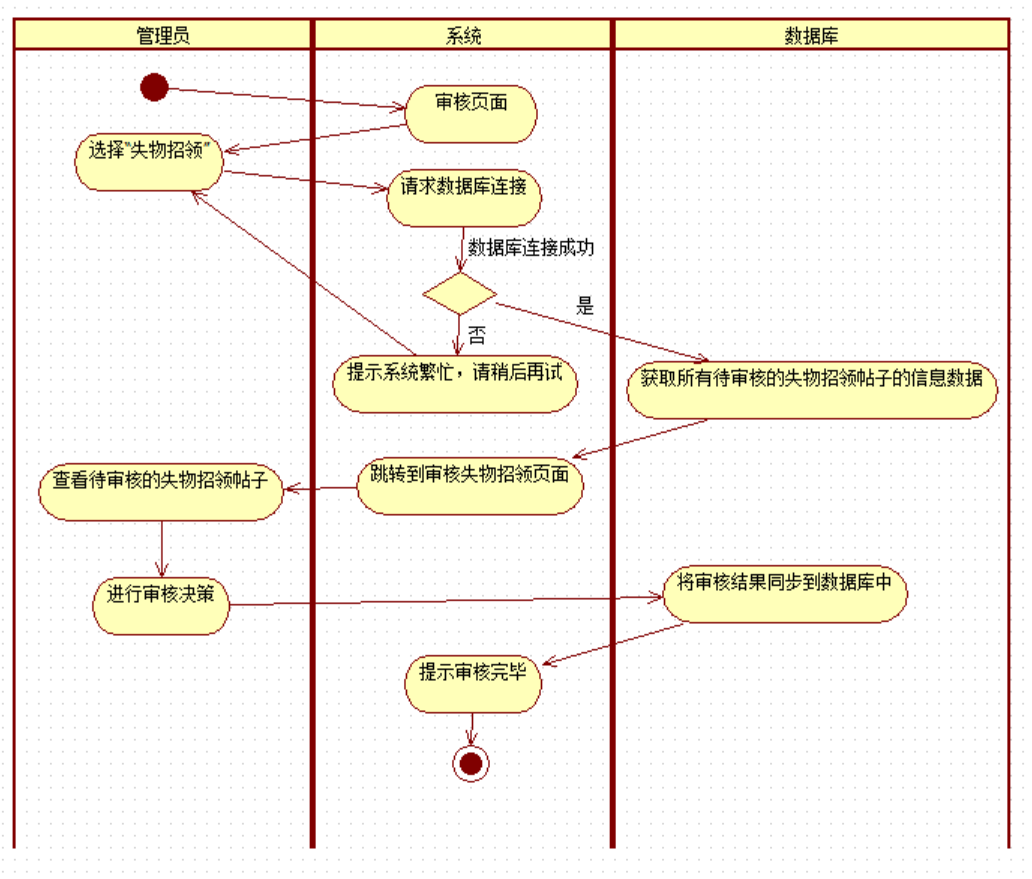 管理员
系统
数据库
审核页面
选择“失物招领”
请求数据库连接
数据库连接成功
是
否
提示系统繁忙，请稍后再试
获取所有待审核的失物招领帖子的信息数据
跳转到审核失物招领页面
查看待审核的失物招领帖子
进行审核决策
将审核结果同步到数据库中
提示审核完毕